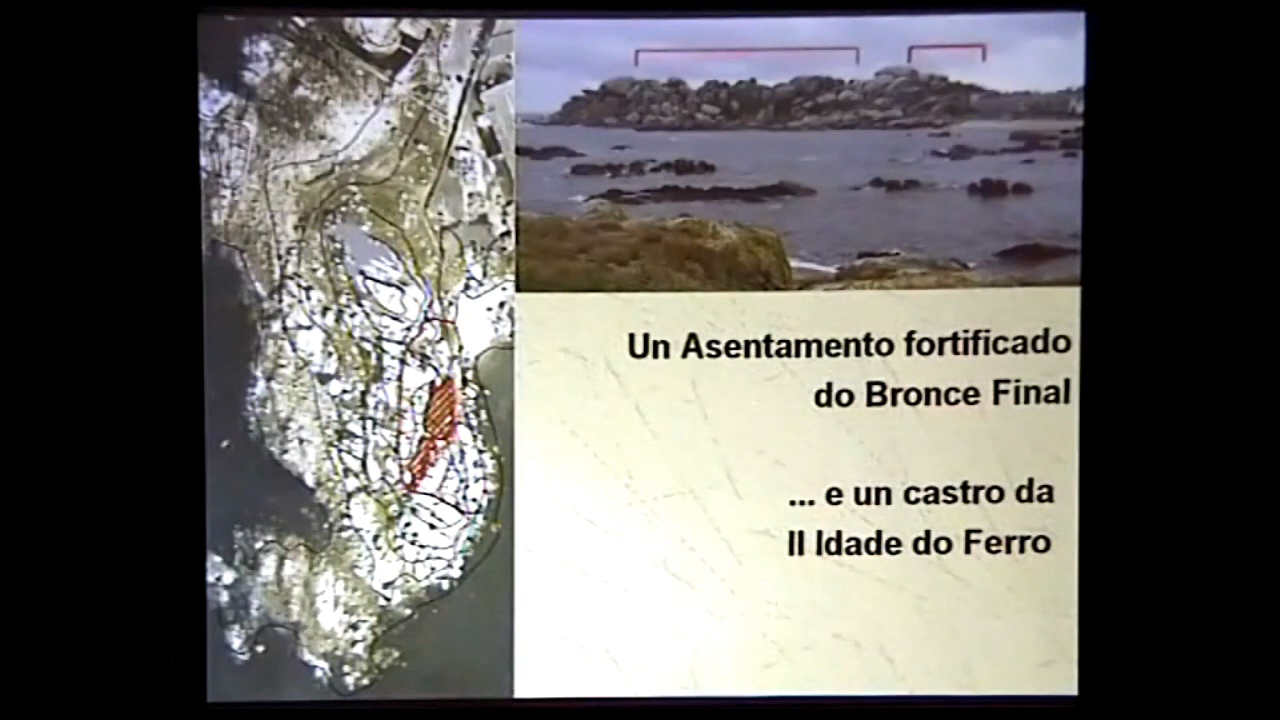 Un Asentamento fortificado
do Bronce Final
... e un castro da
II Idade do Ferro